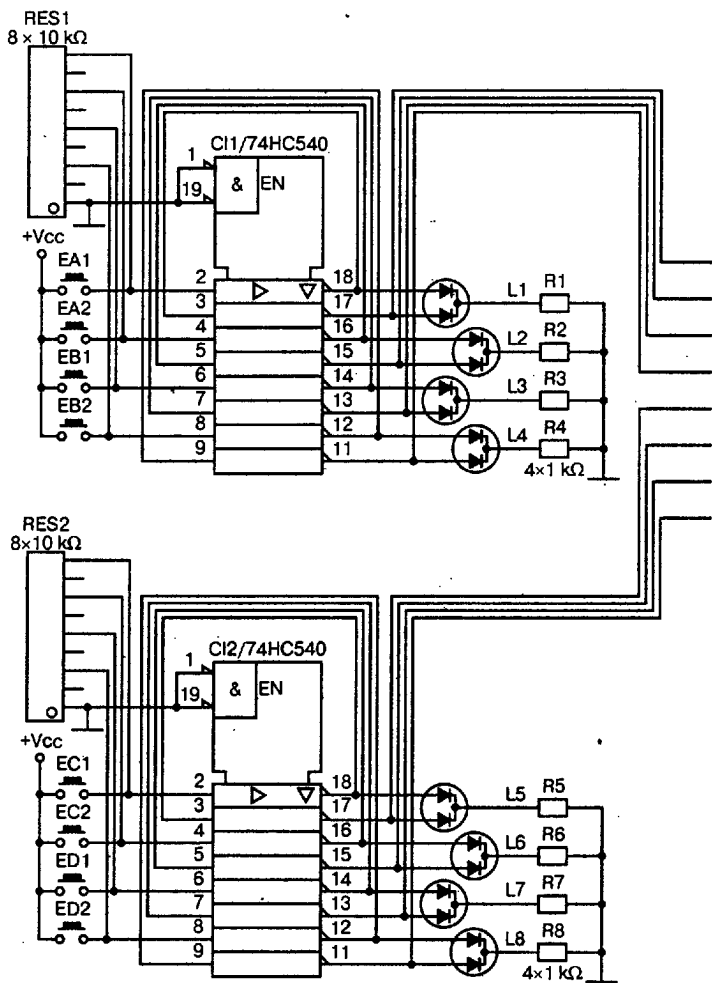 RES1
8 × 10 kΩ
CI1/74HC540
1
& EN
19
+Vcc
EA1
2
18
L1 R1
3
17
EA2
4
16
L2 R2
5
15
EB1
6
14
L3 R3
7
13
EB2
8
12
L4 R4
9
11
4×1 kΩ
RES2
8×10 kΩ
CI2/74HC540
1
& EN
19
+Vcc
EC1
2
18
L5 R5
3
17
EC2
4
16
L6 R6
5
15
ED1
6
14
L7 R7
7
13
ED2
8
12
L8 R8
9
11
4×1 kΩ